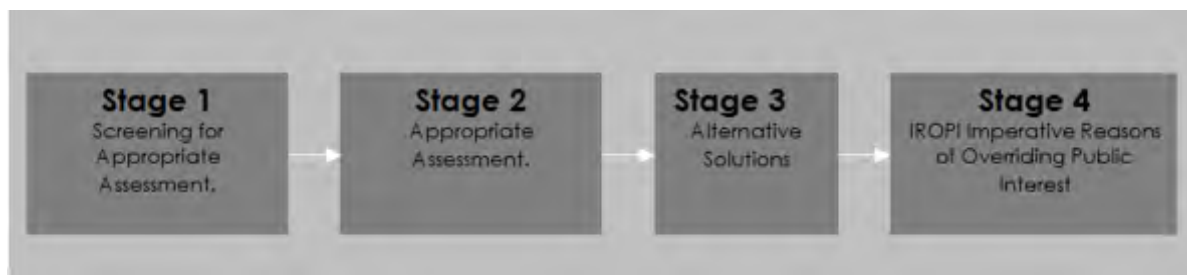 Stage 1
Screening for
Appropriate
Assessment.
Stage 2
Appropriate
Assessment.
Stage 3
Alternative
Solutions
Stage 4
IROPI Imperative Reasons
of Overriding Public
Interest